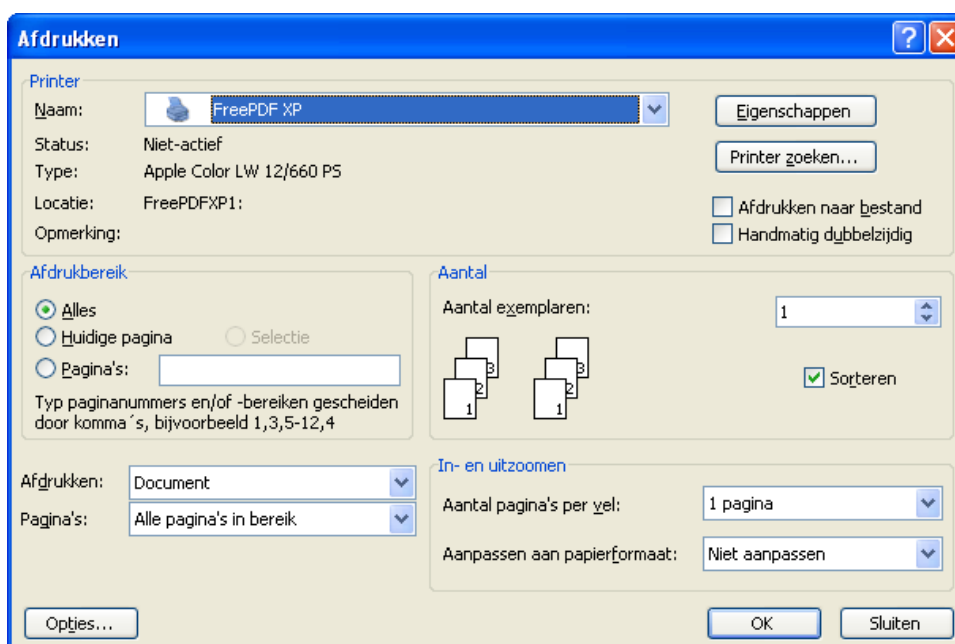 Afdrukken
Printer
Naam: FreePDF XP
Eigenschappen
Status: Niet-actief
Printer zoeken...
Type: Apple Color LW 12/660 PS
Locatie: FreePDFXP1:
Afdrukken naar bestand
Opmerking:
Handmatig dubbelzijdig
Afdrukbereik
Alles
Huidige pagina Selectie
Pagina's:
Typ paginanummers en/of -bereiken gescheiden
door komma´s, bijvoorbeeld 1,3,5-12,4
Aantal
Aantal exemplaren: 1
3 3
2 2
1 1
Sorteren
Afdrukken: Document
Pagina's: Alle pagina's in bereik
In- en uitzoomen
Aantal pagina's per vel: 1 pagina
Aanpassen aan papierformaat: Niet aanpassen
Opties...
OK
Sluiten